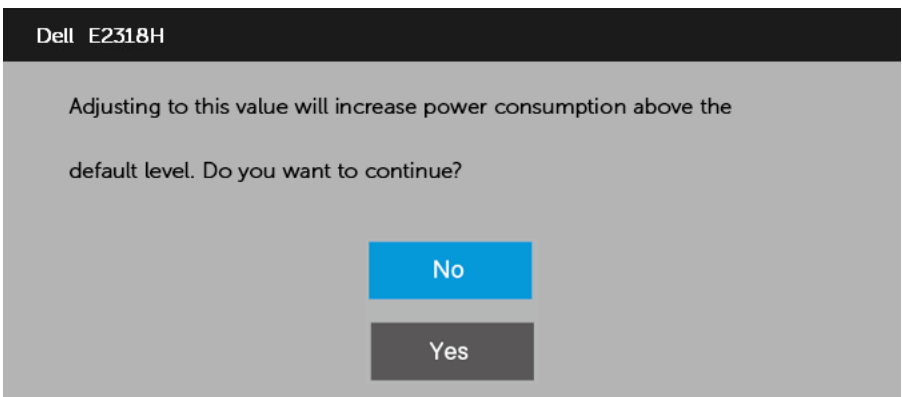 Dell E2318H
Adjusting to this value will increase power consumption above the
default level. Do you want to continue?
No
Yes